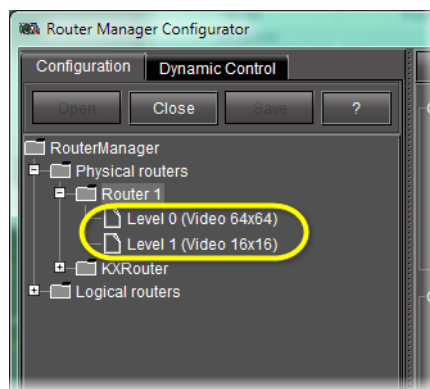 Router Manager Configurator
Configuration Dynamic Control
Open Close Save ?
RouterManager
Physical routers
Router 1
Level 0 (Video 64x64)
Level 1 (Video 16x16)
KXRouter
Logical routers